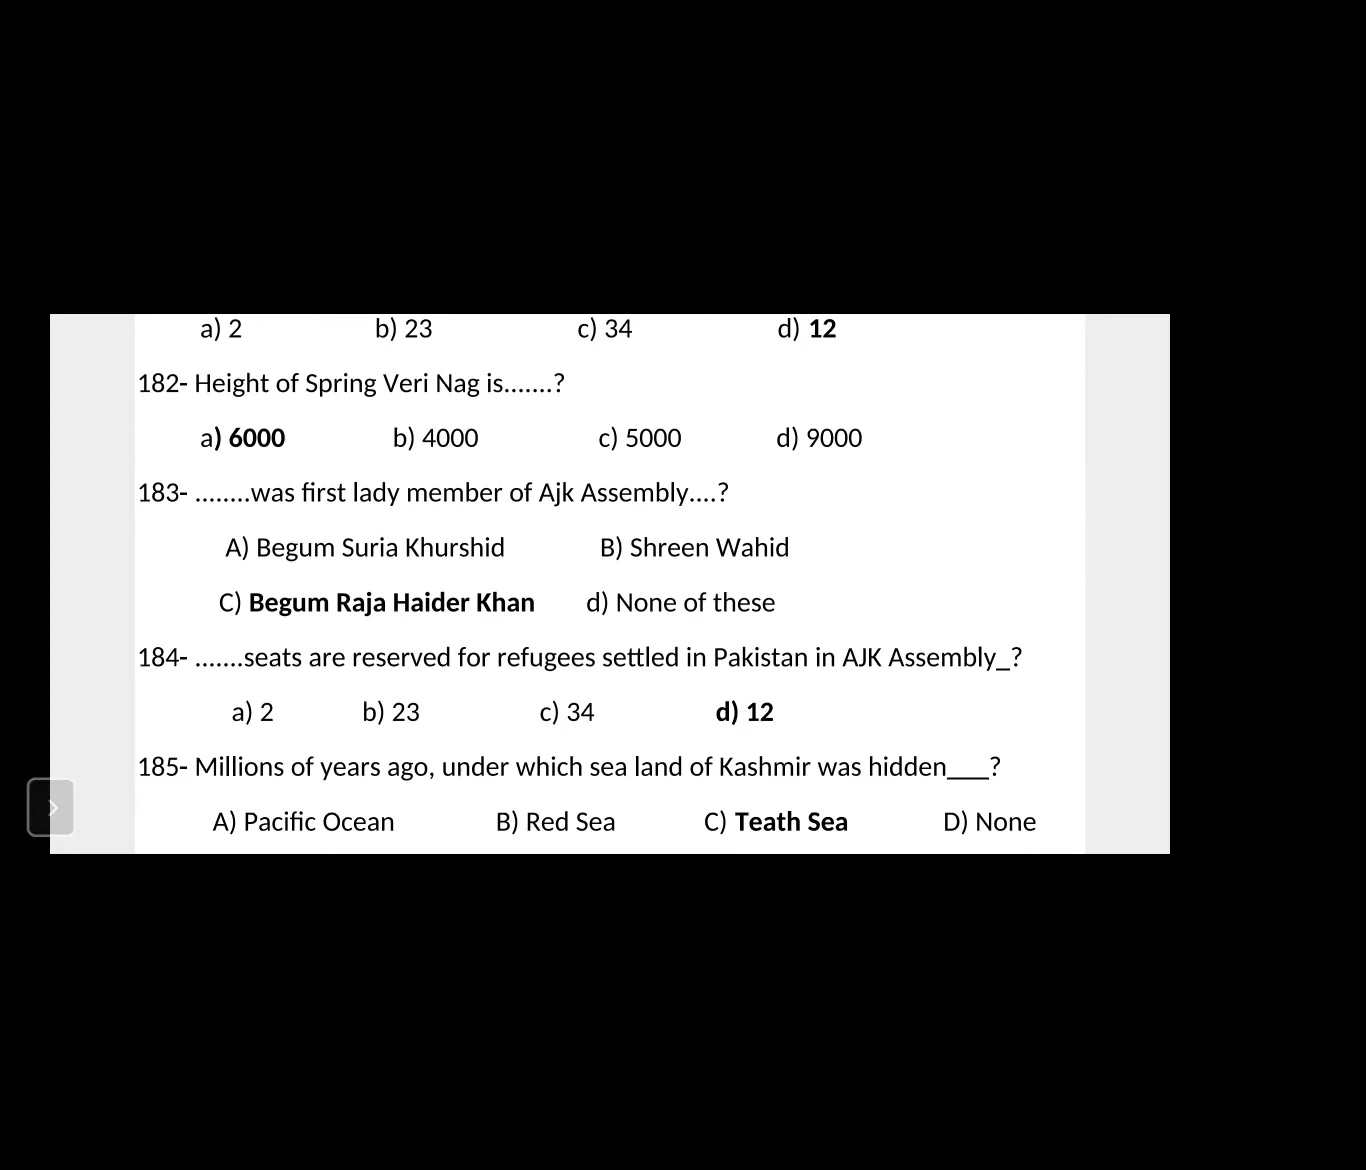 a) 2 b) 23 c) 34 d) 12
182- Height of Spring Veri Nag is.......?
a) 6000 b) 4000 c) 5000 d) 9000
183- ........was first lady member of Ajk Assembly....?
A) Begum Suria Khurshid B) Shreen Wahid
C) Begum Raja Haider Khan d) None of these
184- .......seats are reserved for refugees settled in Pakistan in AJK Assembly_?
a) 2 b) 23 c) 34 d) 12
185- Millions of years ago, under which sea land of Kashmir was hidden___?
A) Pacific Ocean B) Red Sea C) Teath Sea D) None